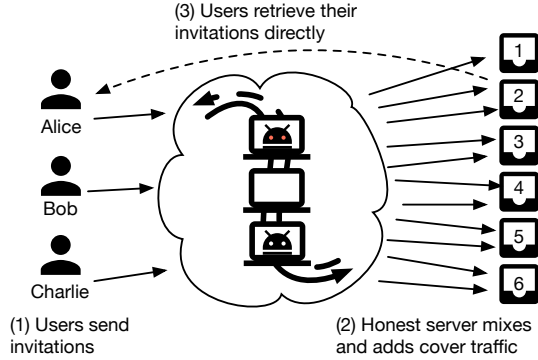 (3) Users retrieve their
invitations directly
Alice
Bob
Charlie
1
2
3
4
5
6
(1) Users send
invitations
(2) Honest server mixes
and adds cover traffic